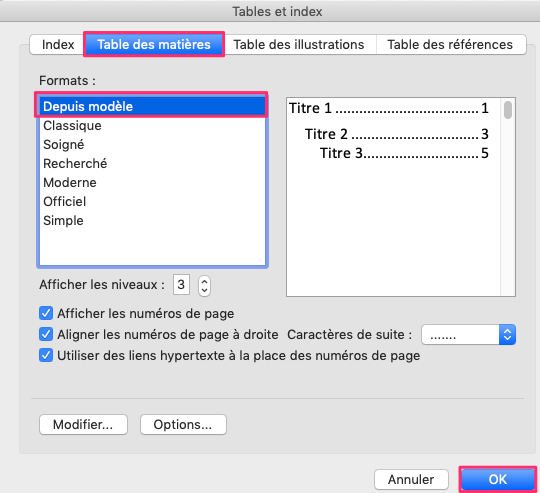 Tables et index
Index Table des matières Table des illustrations Table des références
Formats :
Depuis modèle
Classique
Soigné
Recherché
Moderne
Officiel
Simple
Titre 1 .................................. 1
Titre 2 ............................... 3
Titre 3............................ 5
Afficher les niveaux : 3
Afficher les numéros de page
Aligner les numéros de page à droite Caractères de suite : .......
Utiliser des liens hypertexte à la place des numéros de page
Modifier... Options...
Annuler OK